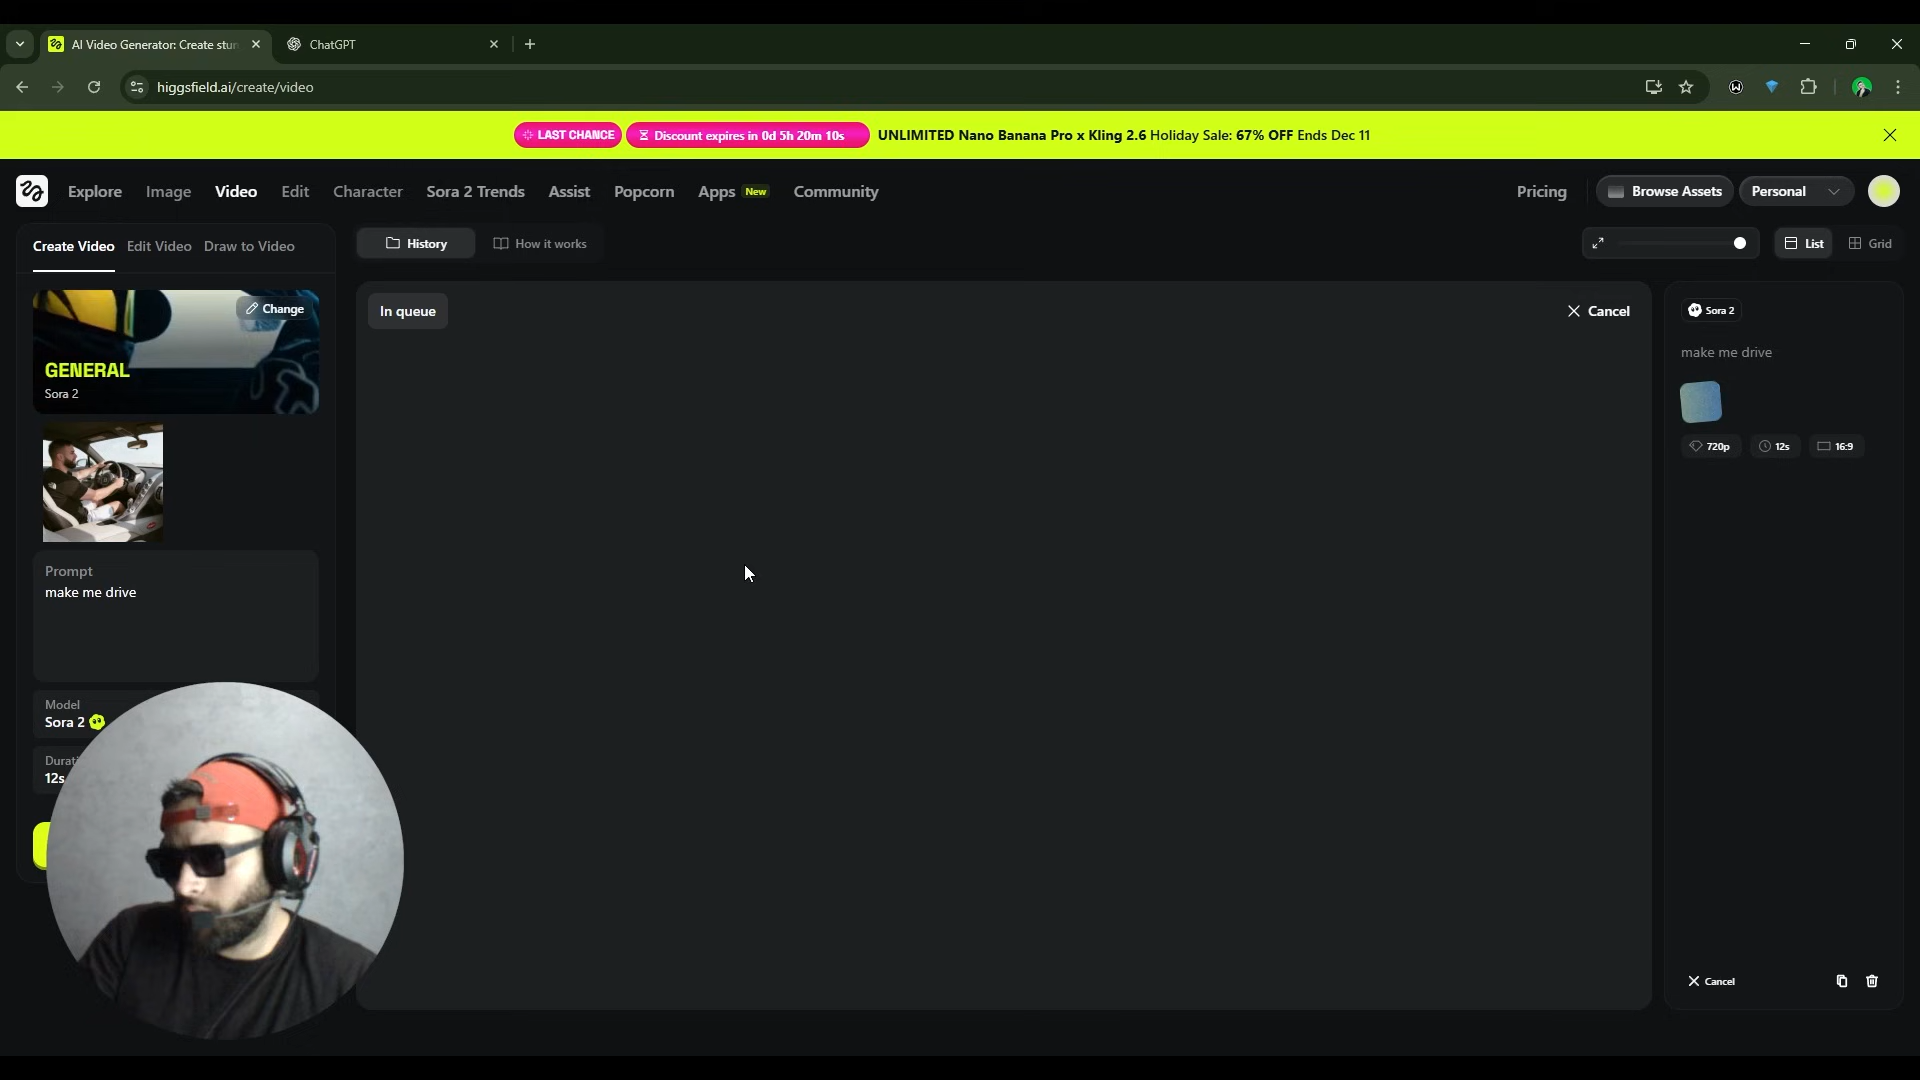 AI Video Generator: Create stun
ChatGPT
higgsfield.ai/create/video
LAST CHANCE
Discount expires in 0d 5h 20m 10s
UNLIMITED Nano Banana Pro x Kling 2.6 Holiday Sale: 67% OFF Ends Dec 11
Explore
Image
Video
Edit
Character
Sora 2 Trends
Assist
Popcorn
Apps
New
Community
Pricing
Browse Assets
Personal
Create Video
Edit Video
Draw to Video
History
How it works
List
Grid
Change
GENERAL
Sora 2
In queue
Cancel
Sora 2
make me drive
720p
12s
16:9
Prompt
make me drive
Model
Sora 2
Durati
12s
Cancel